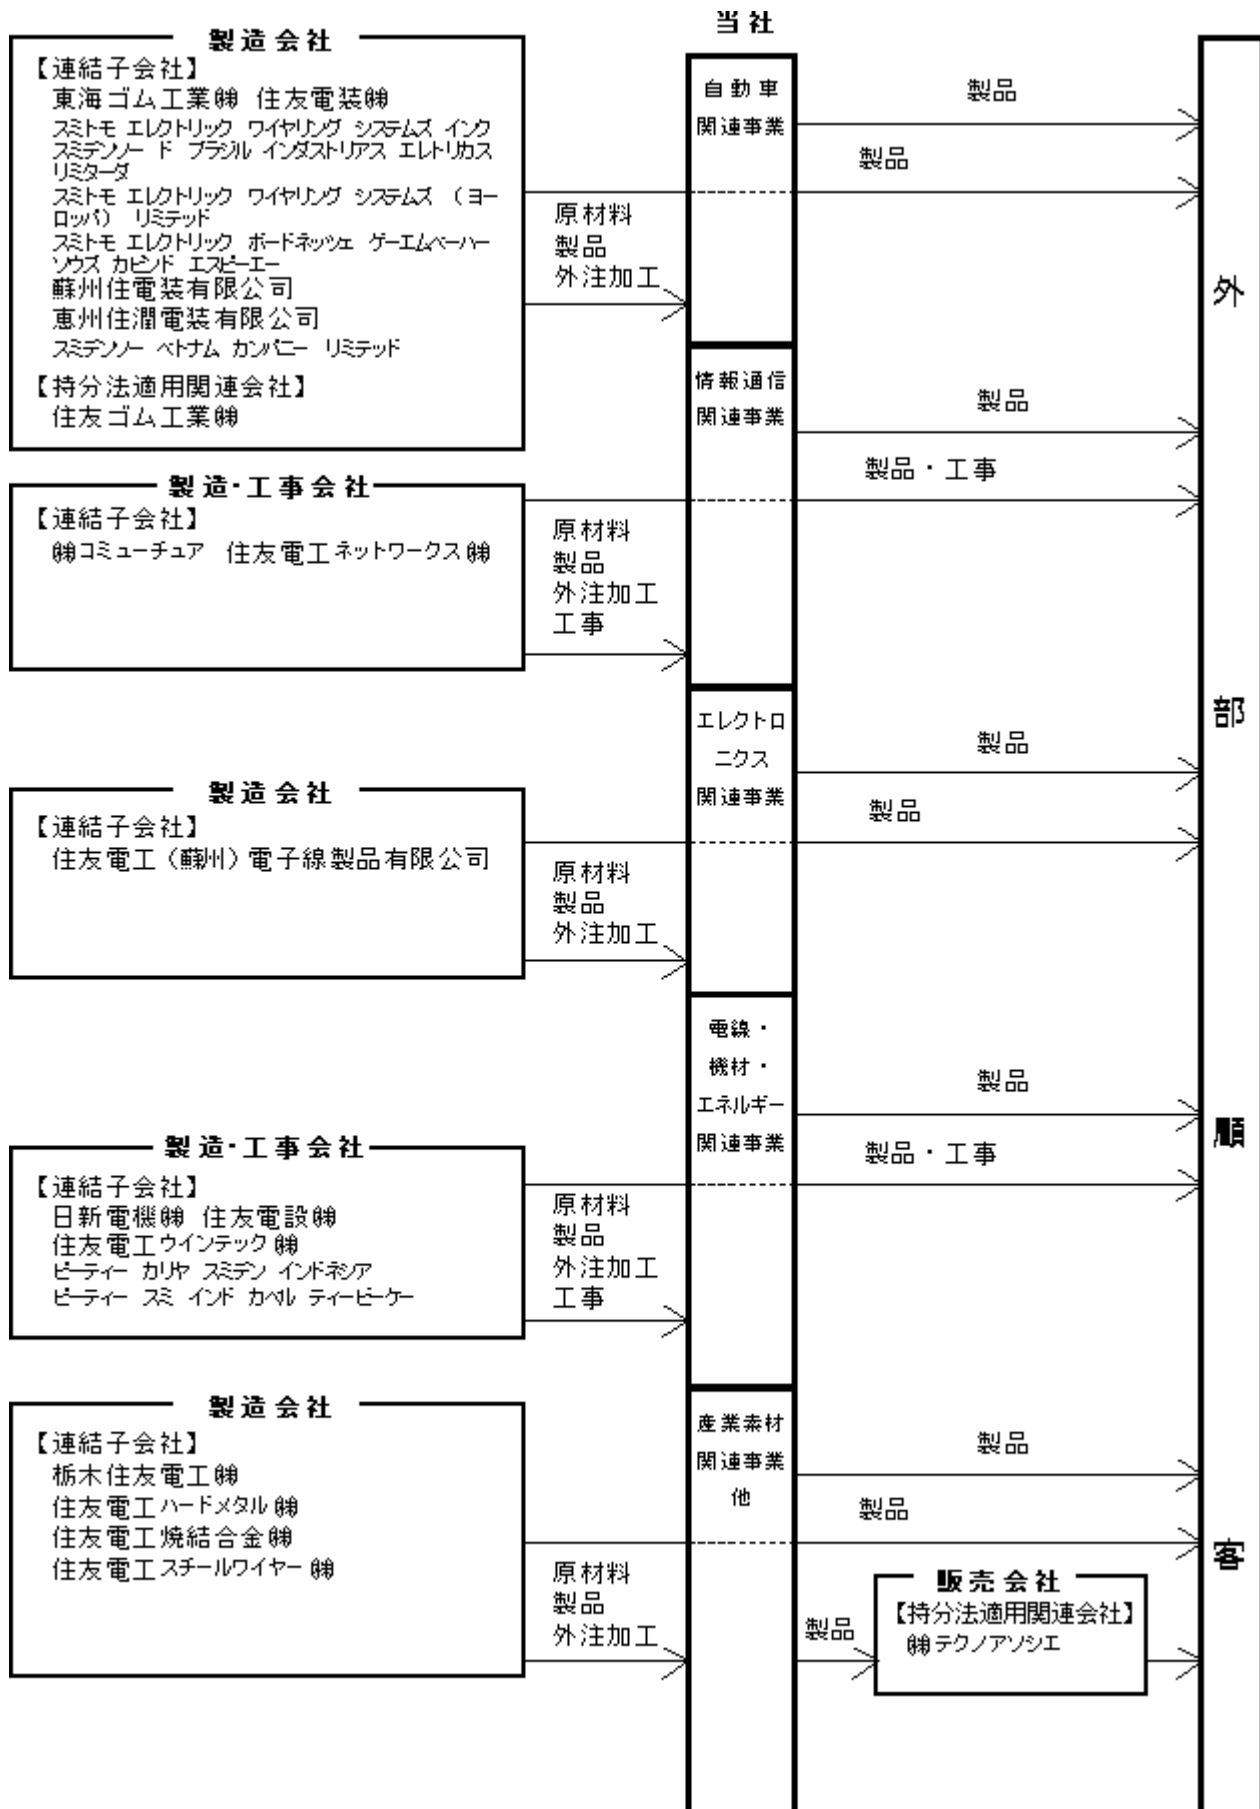 当社
製造会社
【連結子会社】
東海ゴム工業㈱ 住友電装㈱
スミトモ エレクトリック ワイヤリング システムズ インク
スミデンソー ド ブラジル インダストリアス エレトリカス
リミターダ
スミトモ エレクトリック ワイヤリング システムズ (ヨー
ロッパ) リミテッド
スミトモ エレクトリック ボードネッツェ ゲーエムベーハー
ソウズ カビンド エスピーエー
蘇州住電装有限公司
惠州住潤電装有限公司
スミデンソー ベトナム カンパニー リミテッド
【持分法適用関連会社】
住友ゴム工業㈱
原材料
製品
外注加工
自動車
関連事業
製品
製品
情報通信
関連事業
製品
製品・工事
製造・工事会社
【連結子会社】
㈱コミューチュア 住友電工ネットワークス㈱
原材料
製品
外注加工
工事
エレクトロ
ニクス
関連事業
製品
製品
製造会社
【連結子会社】
住友電工(蘇州)電子線製品有限公司
原材料
製品
外注加工
電線・
機材・
エネルギー
関連事業
製品
製品・工事
製造・工事会社
【連結子会社】
日新電機㈱ 住友電設㈱
住友電工ウインテック㈱
ピーティー カリヤ スミデン インドネシア
ピーティー スミ インド カベル ティービーケー
原材料
製品
外注加工
工事
製造会社
【連結子会社】
栃木住友電工㈱
住友電工ハードメタル㈱
住友電工焼結合金㈱
住友電工スチールワイヤー㈱
原材料
製品
外注加工
産業素材
関連事業
他
製品
製品
製品
販売会社
【持分法適用関連会社】
㈱テクノアソシエ
外部顧客